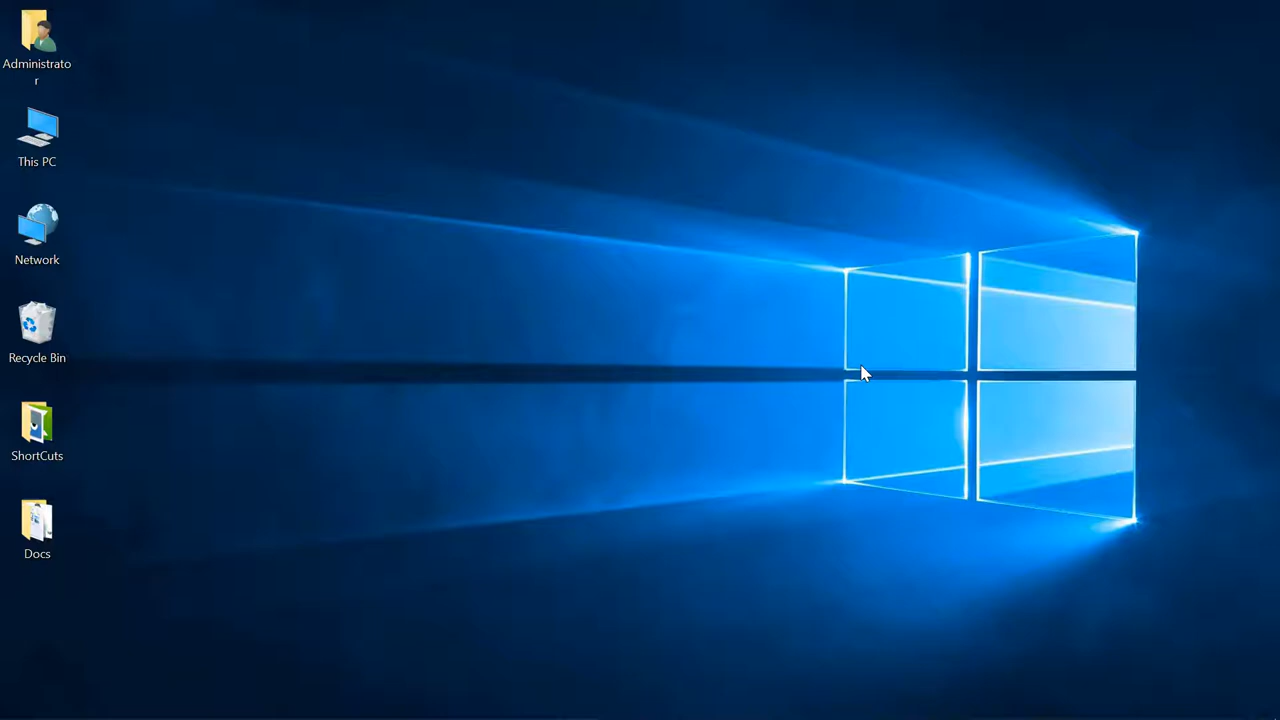 Administrato
r
This PC
Network
Recycle Bin
ShortCuts
Docs